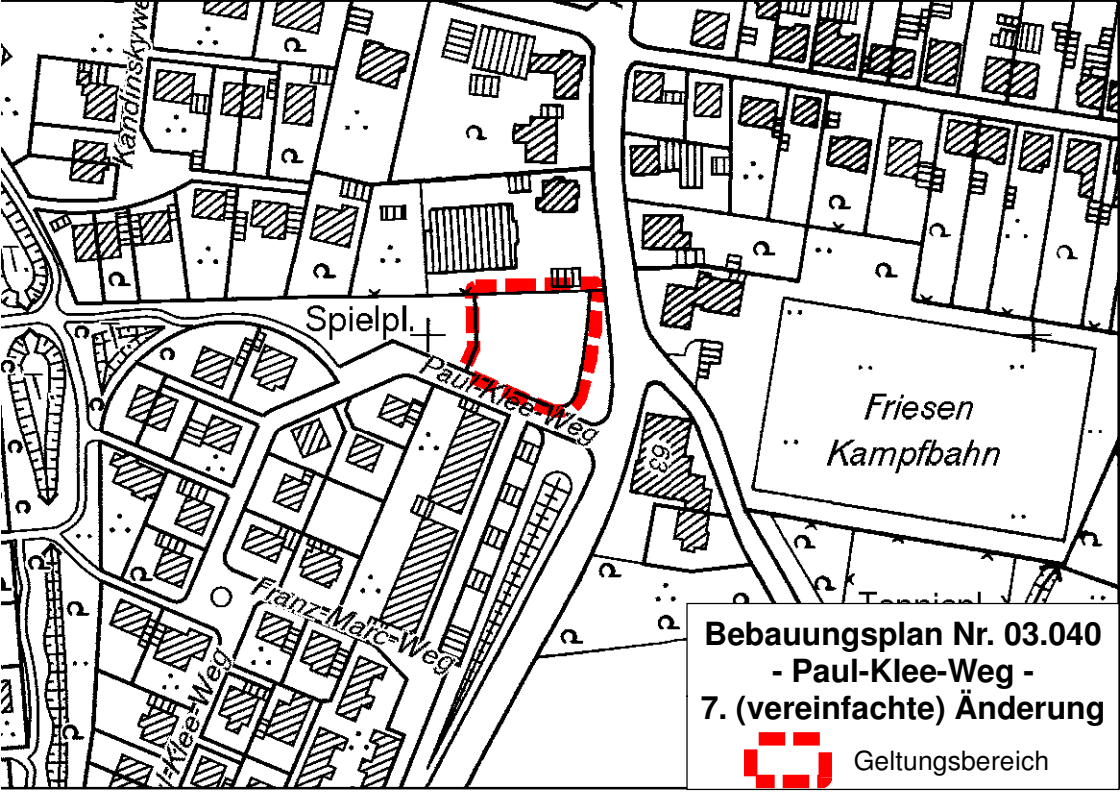 Kandinskywe
Spielpl.
Paul-Klee-Weg
Friesen
Kampfbahn
63
Franz-Marc-Weg
l-Klee-Weg
Bebauungsplan Nr. 03.040
- Paul-Klee-Weg -
7. (vereinfachte) Änderung
Geltungsbereich